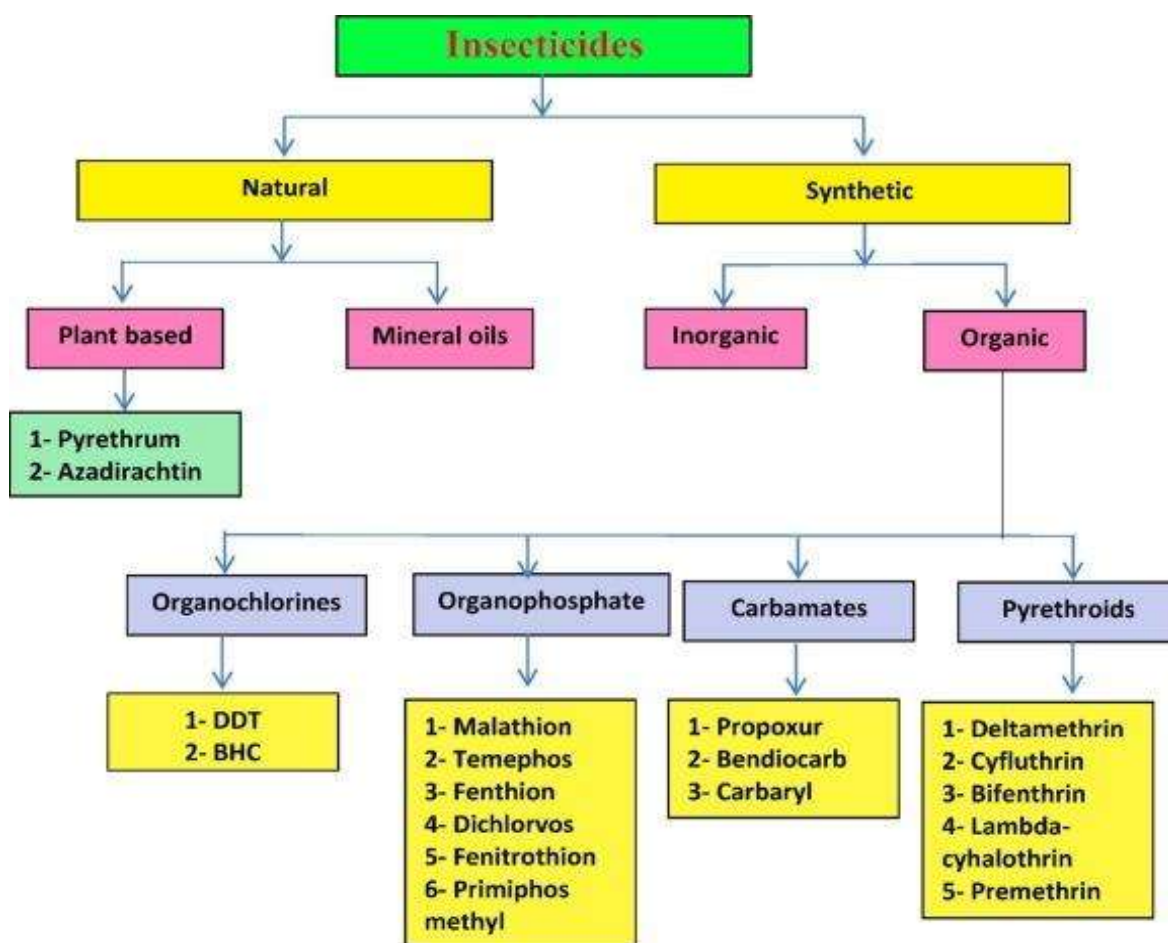 Insecticides
Natural
Synthetic
Plant based
Mineral oils
Inorganic
Organic
1- Pyrethrum
2- Azadirachtin
Organochlorines
Organophosphate
Carbamates
Pyrethroids
1- DDT
2- BHC
1- Malathion
2- Temephos
3- Fenthion
4- Dichlorvos
5- Fenitrothion
6- Primiphos
methyl
1- Propoxur
2- Bendiocarb
3- Carbaryl
1- Deltamethrin
2- Cyfluthrin
3- Bifenthrin
4- Lambda-
cyhalothrin
5- Premethrin